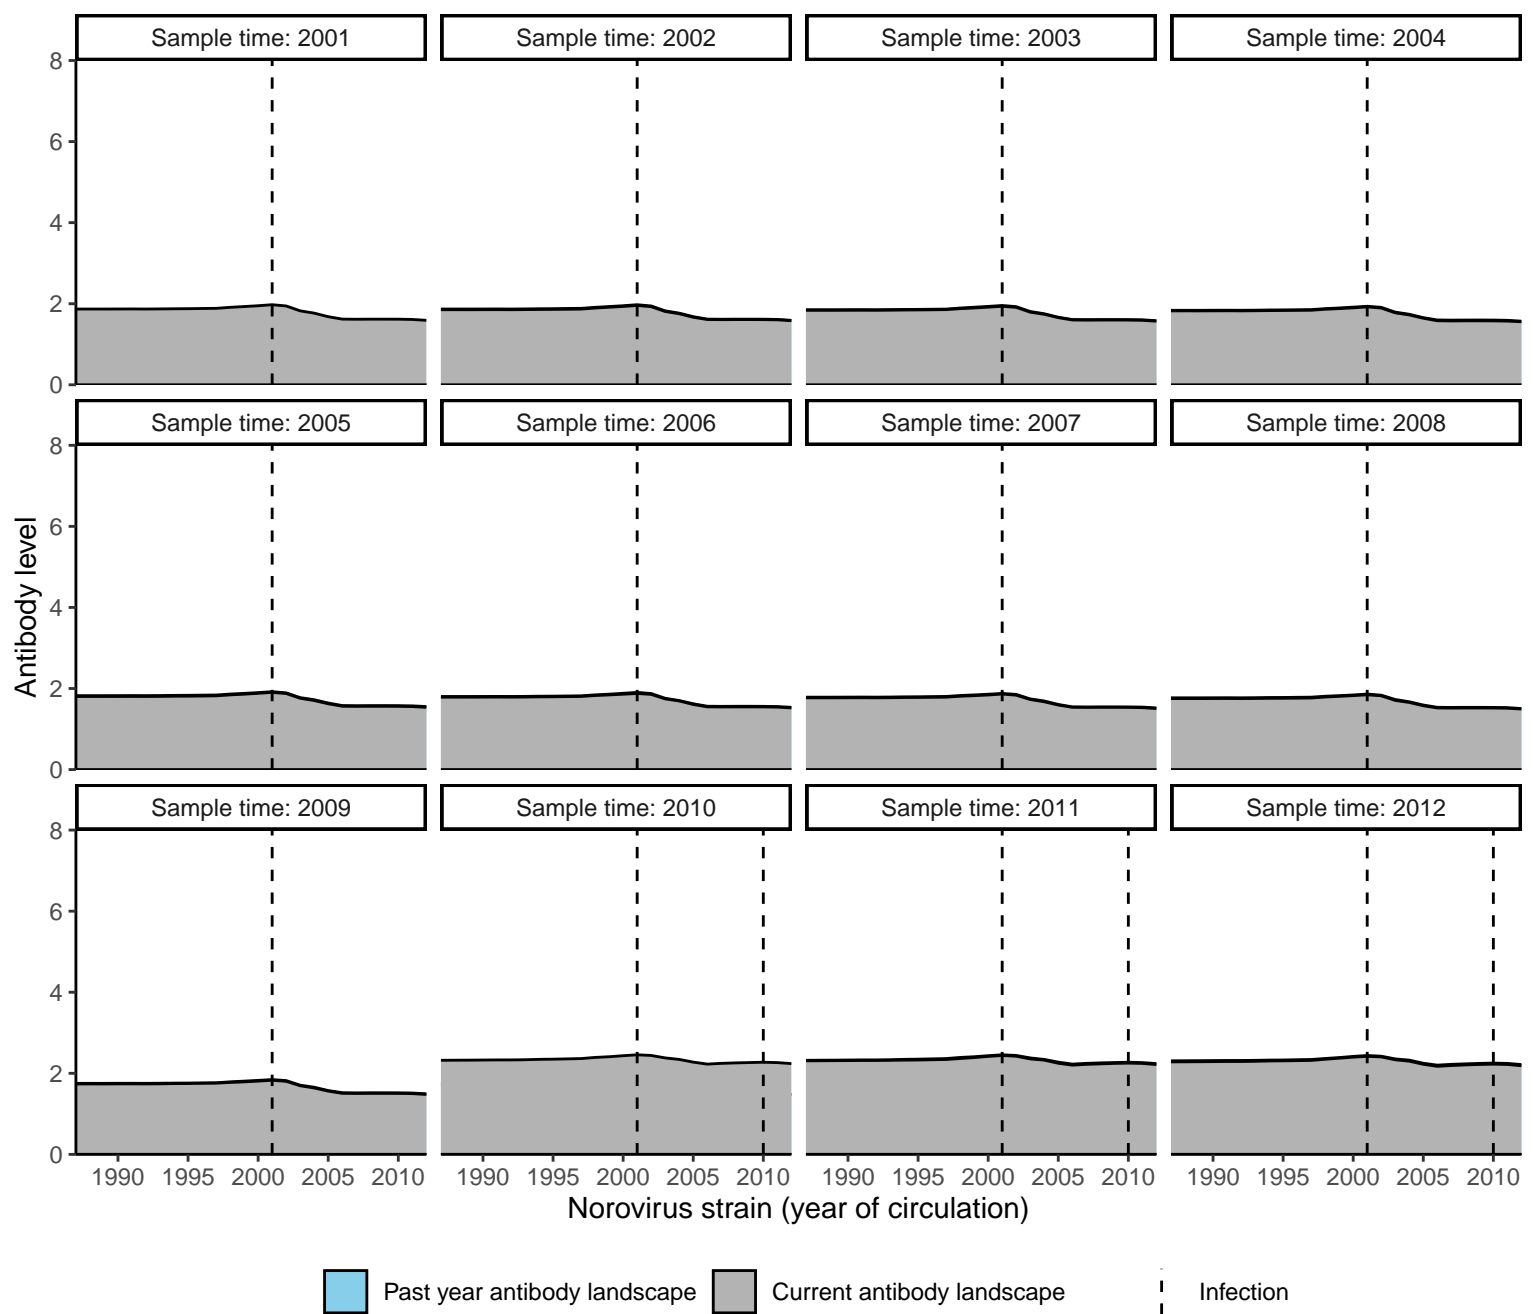 Sample time: 2001
Sample time: 2002
Sample time: 2003
Sample time: 2004
8
6
4
2
0
Sample time: 2005
Sample time: 2006
Sample time: 2007
Sample time: 2008
8
6
4
2
0
Antibody level
Sample time: 2009
Sample time: 2010
Sample time: 2011
Sample time: 2012
8
6
4
2
0
1990 1995 2000 2005 2010
1990 1995 2000 2005 2010
1990 1995 2000 2005 2010
1990 1995 2000 2005 2010
Norovirus strain (year of circulation)
Past year antibody landscape
Current antibody landscape
Infection